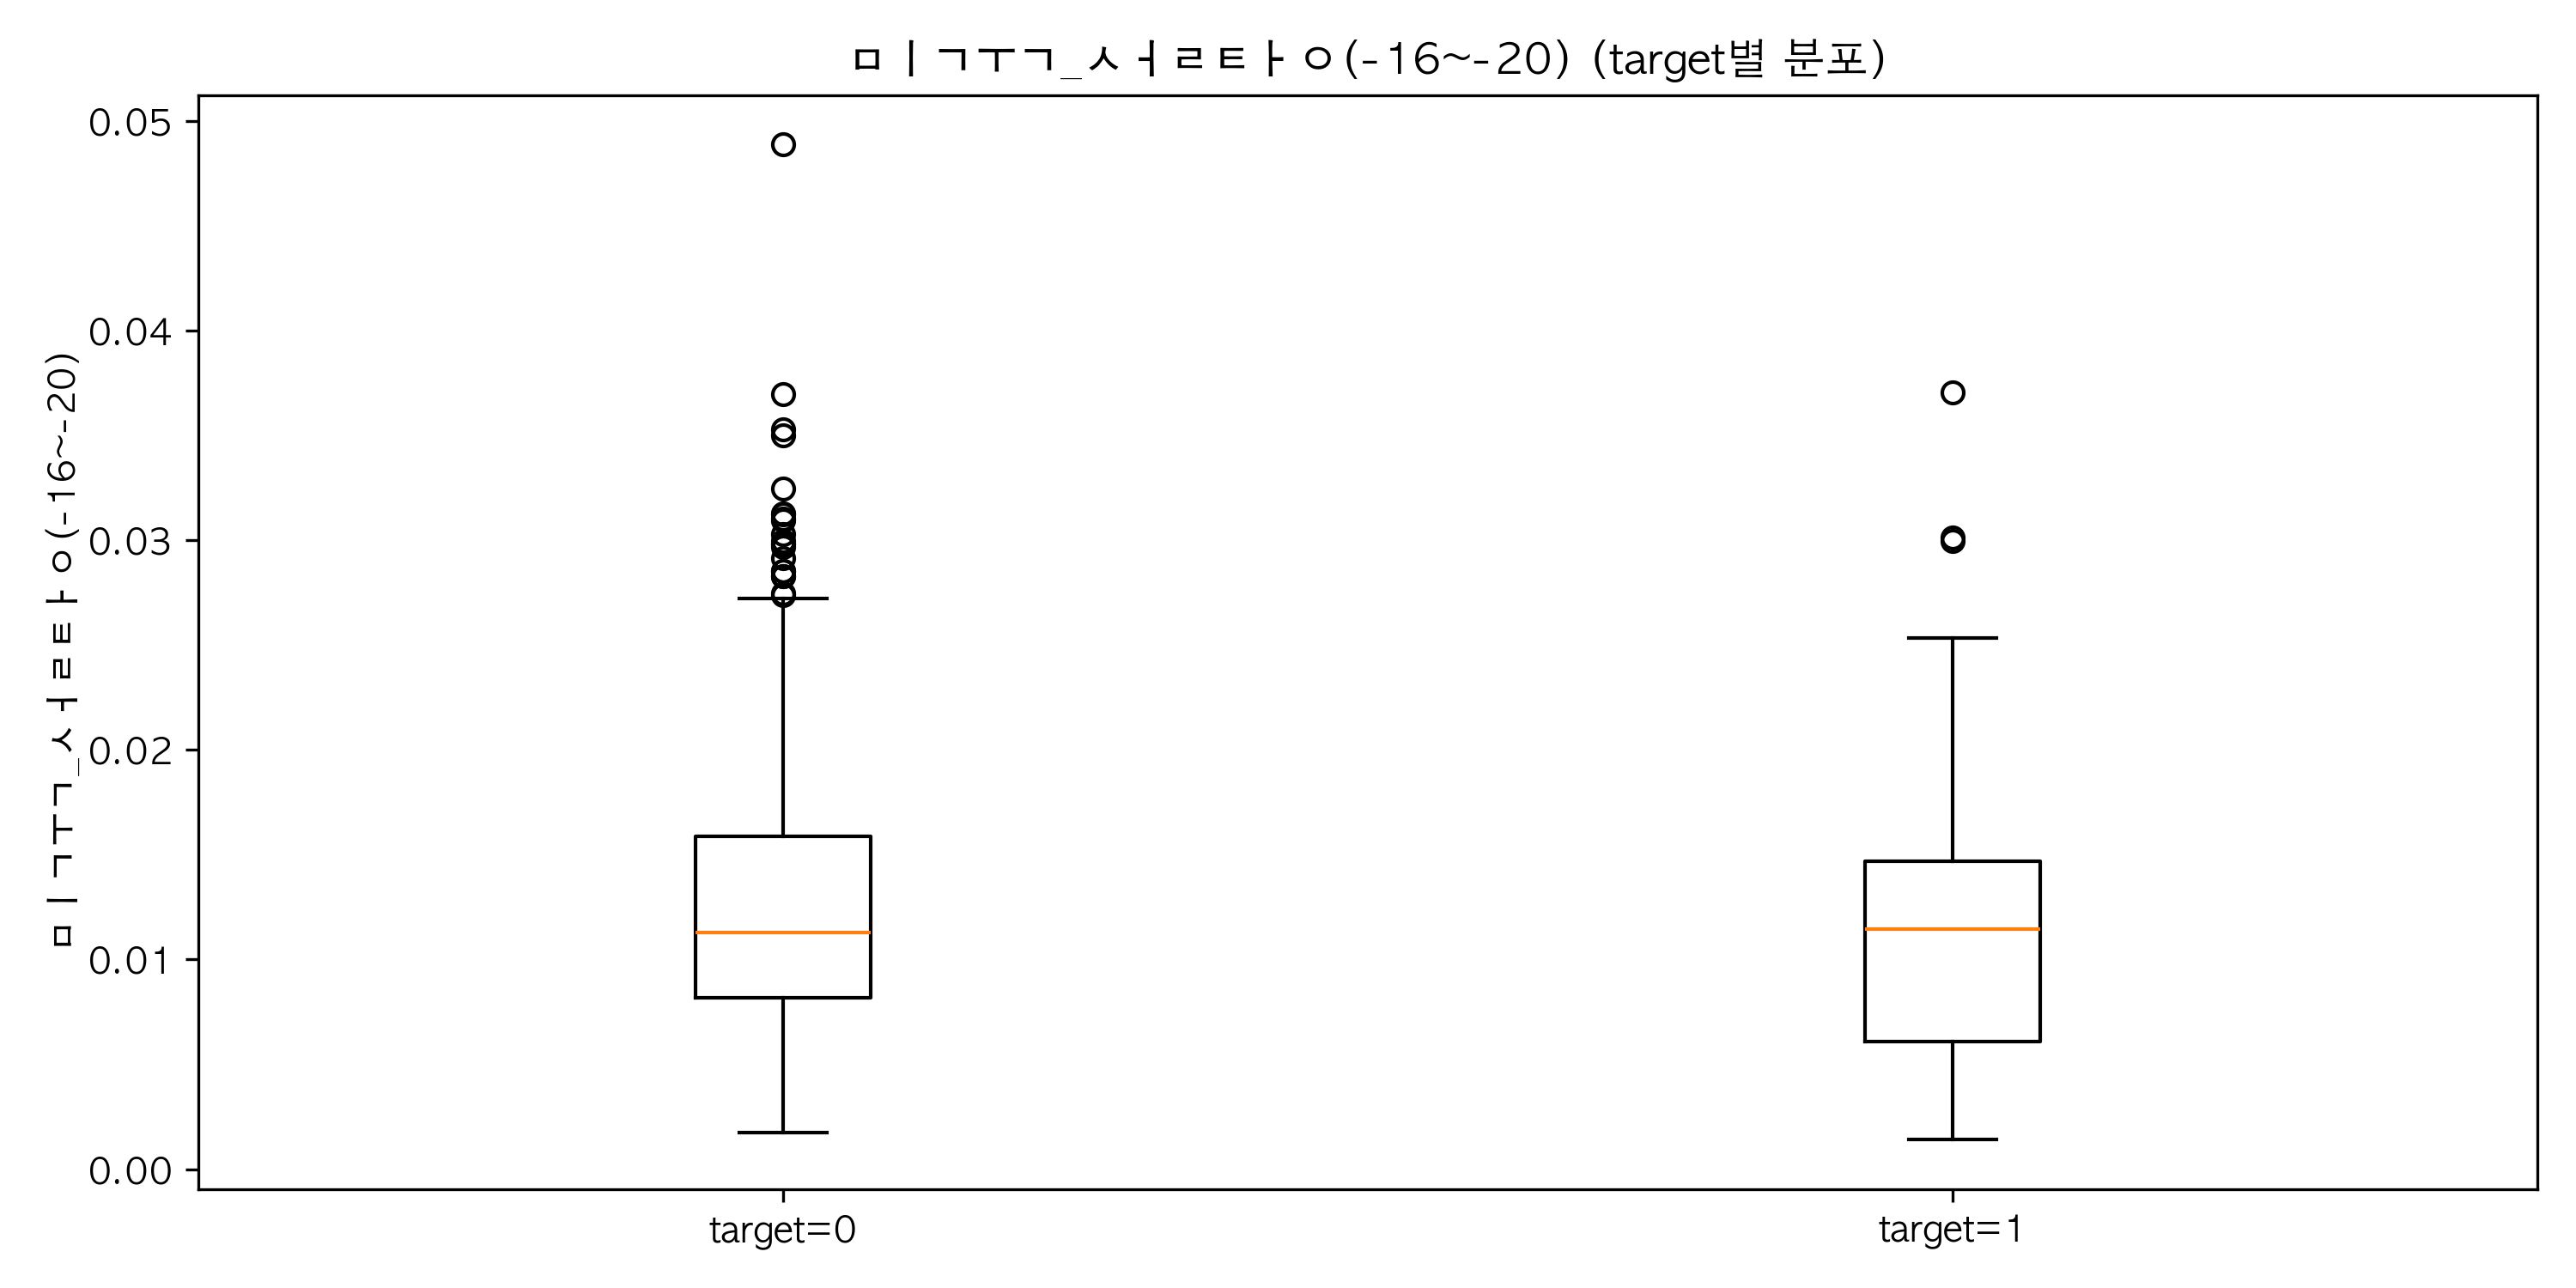 ㅁㅣㄱㅜㄱ_ㅅㅓㄹㅌㅏㅇ(-16~-20) (target별 분포)
ㅁㅣㄱㅜㄱ_ㅅㅓㄹㅌㅏㅇ(-16~-20)
0.05
0.04
0.03
0.02
0.01
0.00
target=0
target=1